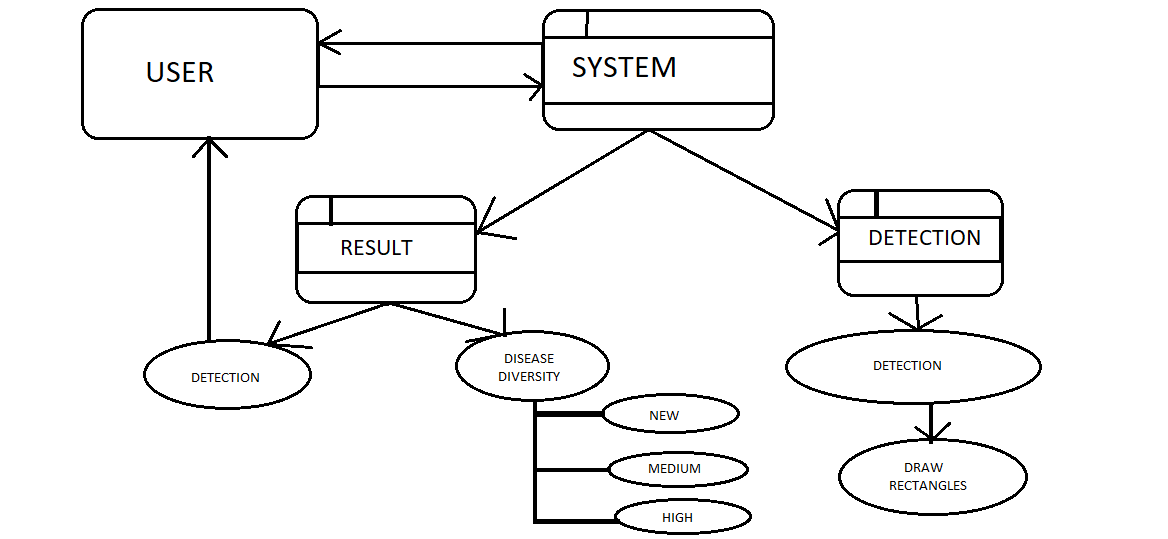 USER
SYSTEM
RESULT
DETECTION
DETECTION
DISEASE
DIVERSITY
DETECTION
NEW
MEDIUM
HIGH
DRAW
RECTANGLES